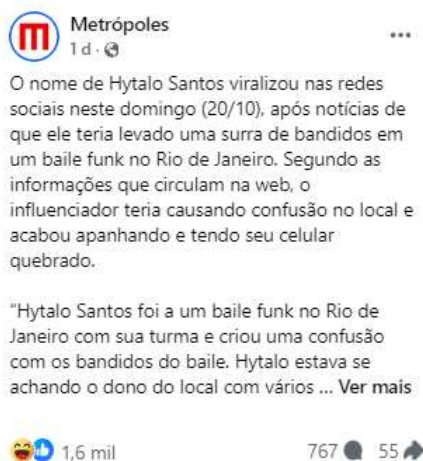 Metrópoles
1 d ·
O nome de Hytalo Santos viralizou nas redes
sociais neste domingo (20/10), após notícias de
que ele teria levado uma surra de bandidos em
um baile funk no Rio de Janeiro. Segundo as
informações que circulam na web, o
influenciador teria causando confusão no local e
acabou apanhando e tendo seu celular
quebrado.
“Hytalo Santos foi a um baile funk no Rio de
Janeiro com sua turma e criou uma confusão
com os bandidos do baile. Hytalo estava se
achando o dono do local com vários ... Ver mais
1,6 mil 767 55